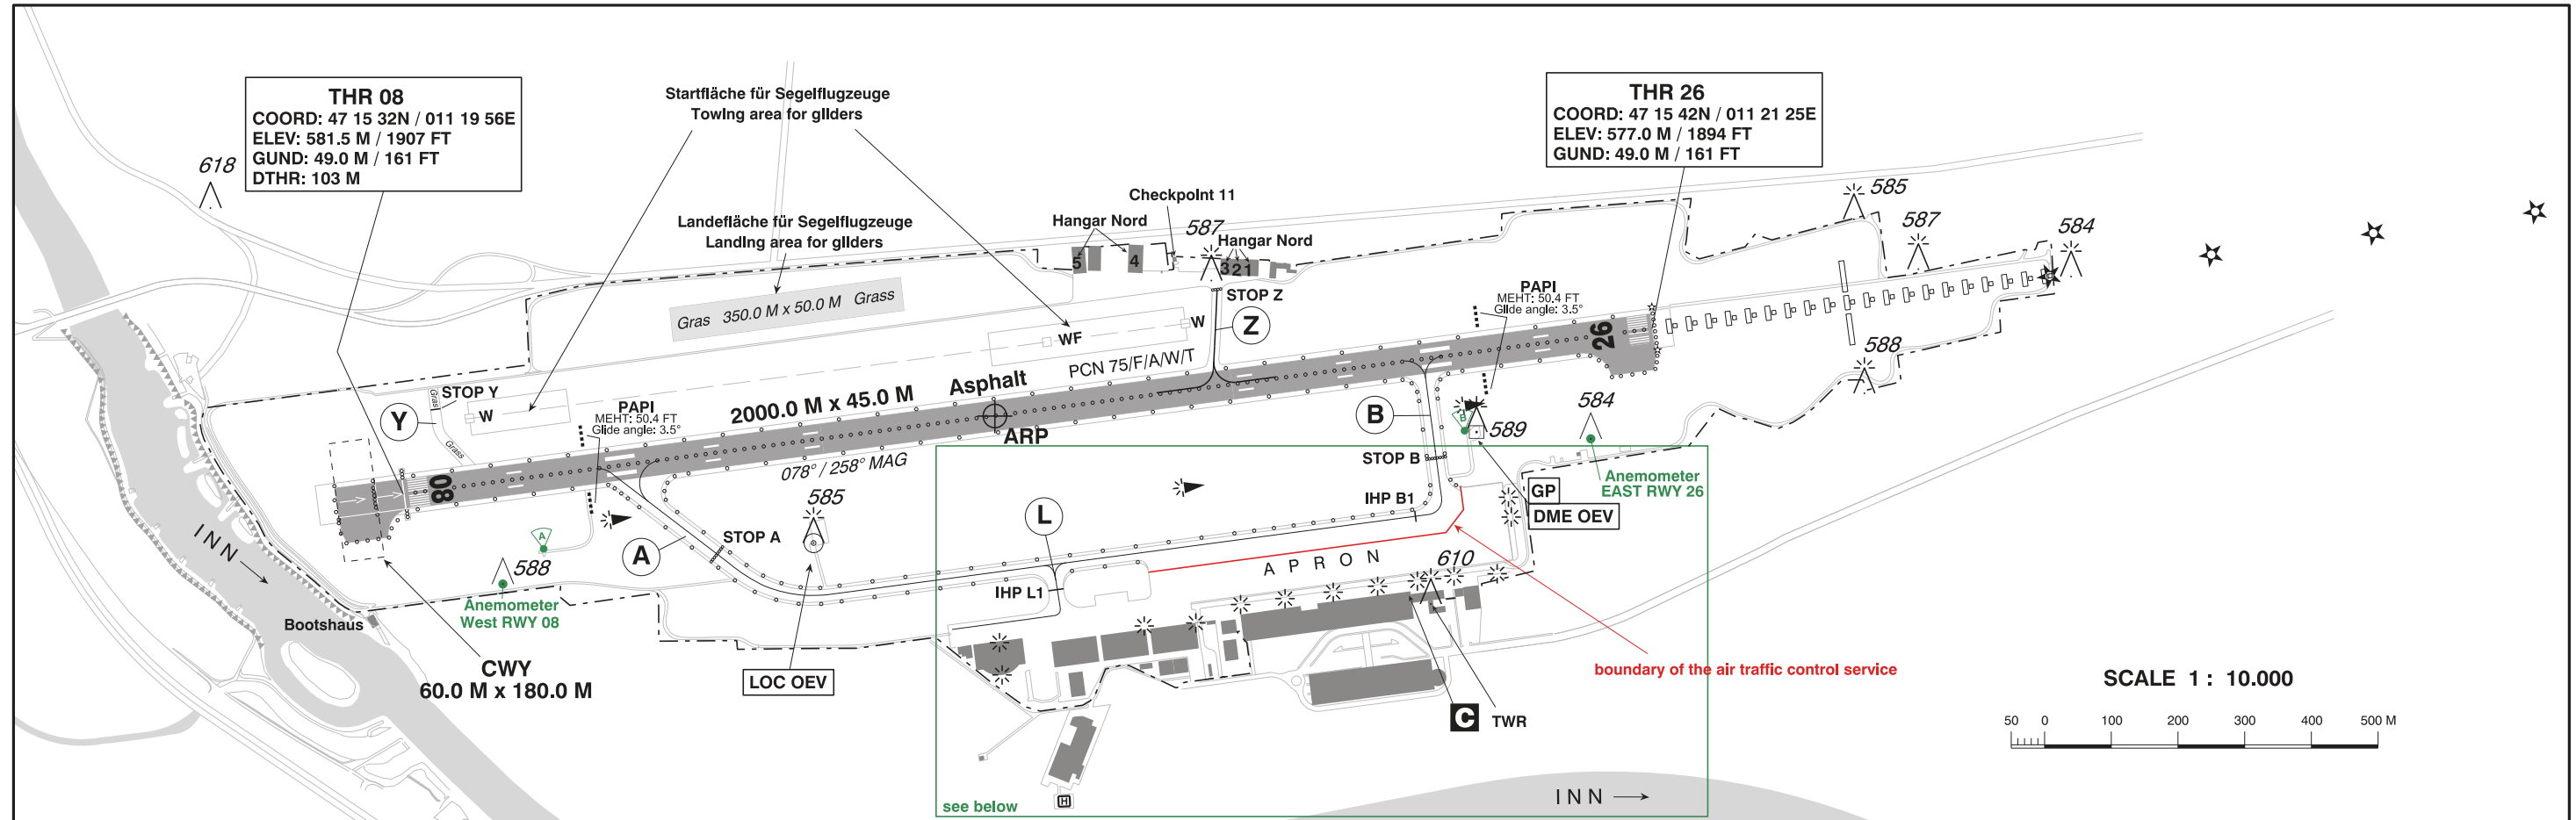 THR 08
COORD: 47 15 32N / 011 19 56E
ELEV: 581.5 M / 1907 FT
GUND: 49.0 M / 161 FT
DTHR: 103 M
618
Startfläche für Segelflugzeuge
Towing area for gliders
Landefläche für Segelflugzeuge
Landing area for gliders
Gras 350.0 M x 50.0 M Grass
Hangar Nord
Checkpoint 11
587
Hangar Nord
5
4
3 2 1
THR 26
COORD: 47 15 42N / 011 21 25E
ELEV: 577.0 M / 1894 FT
GUND: 49.0 M / 161 FT
585
587
584
588
STOP Z
Z
W
WF
PAPI
MEHT: 50.4 FT
Glide angle: 3.5°
26
PCN 75/F/A/W/T
Asphalt
2000.0 M x 45.0 M
ARP
078° / 258° MAG
Gras
STOP Y
Y
W
Grass
PAPI
MEHT: 50.4 FT
Glide angle: 3.5°
08
B
B
589
584
Anemometer
EAST RWY 26
STOP B
IHP B1
GP
DME OEV
585
L
STOP A
A
A
588
Anemometer
West RWY 08
INN
Bootshaus
CWY
60.0 M x 180.0 M
LOC OEV
IHP L1
APRON
610
boundary of the air traffic control service
C
TWR
H
see below
INN
SCALE 1 : 10.000
50 0 100 200 300 400 500 M